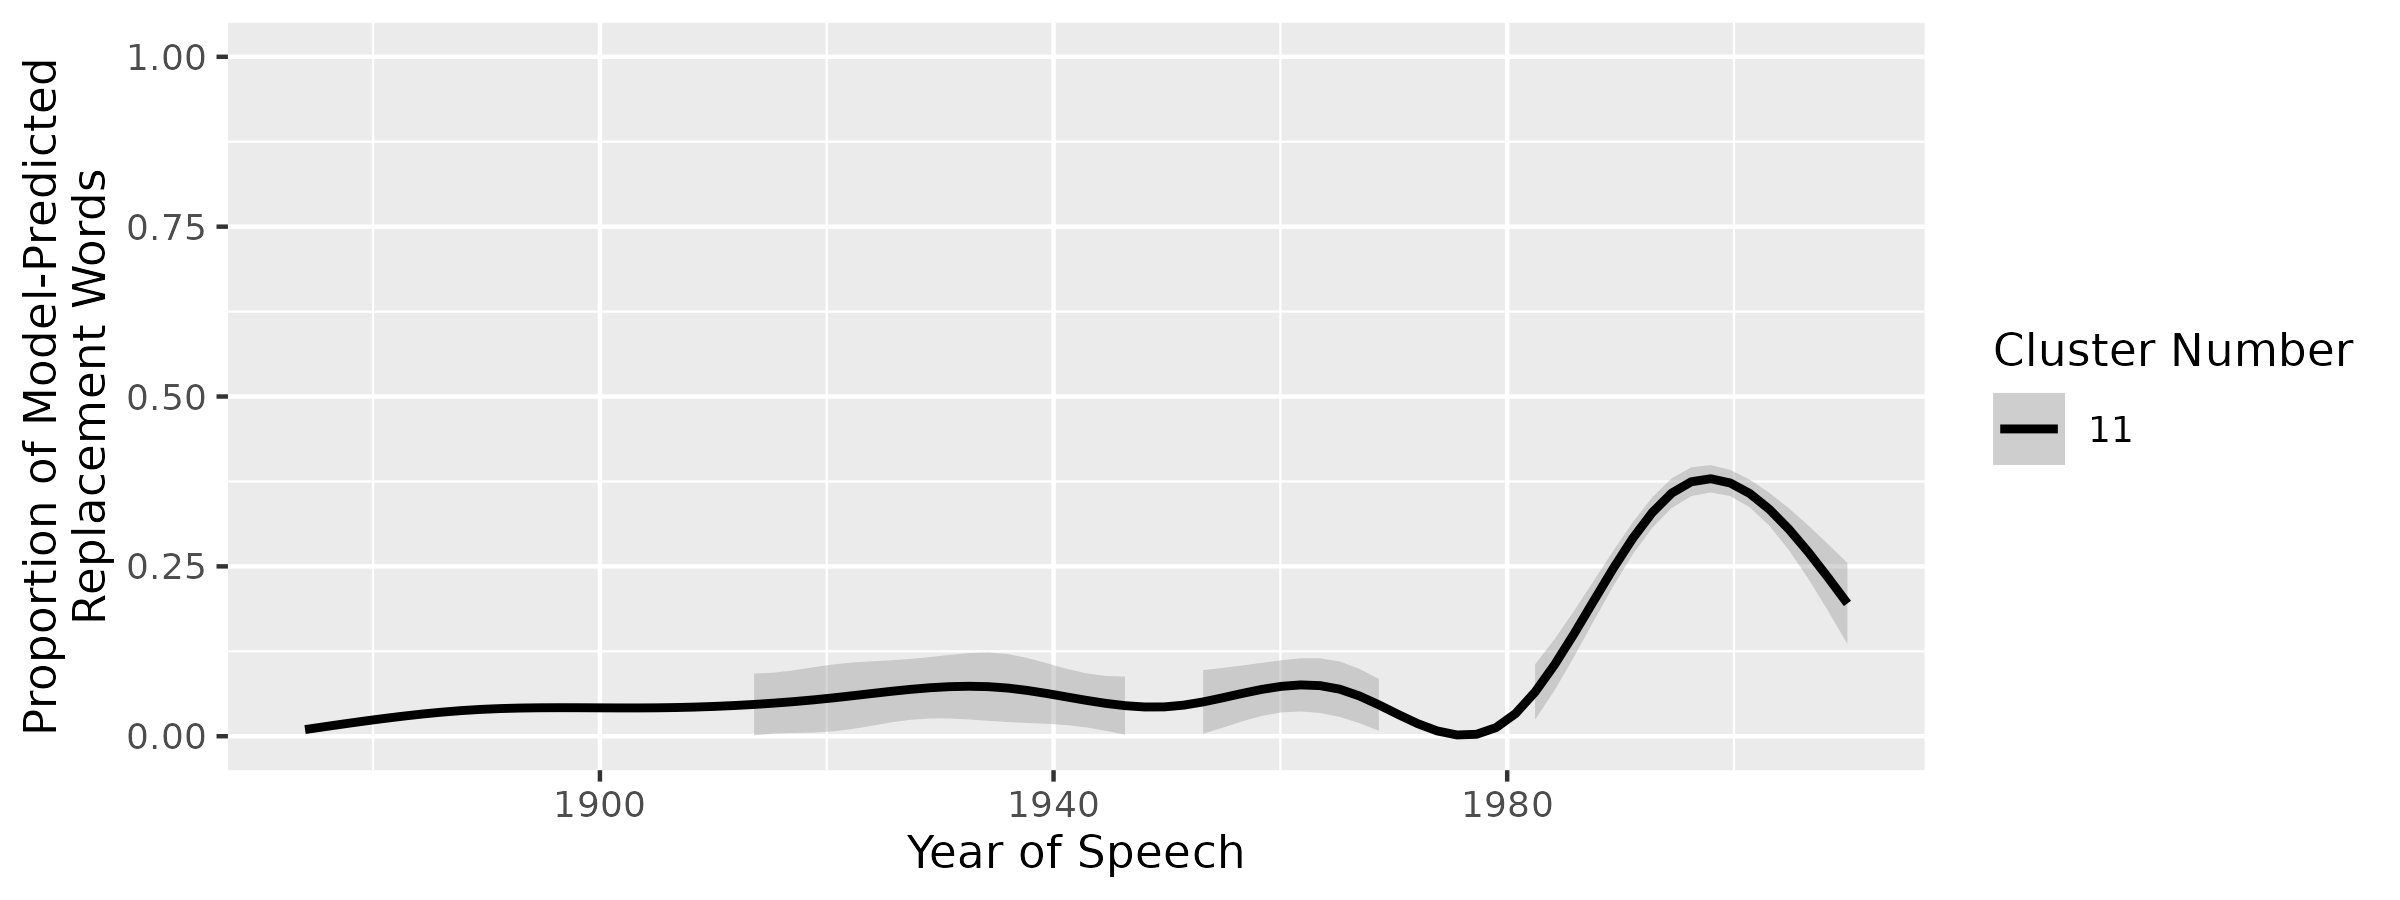 Proportion of Model-Predicted
Replacement Words
1.00
0.75
0.50
0.25
0.00
1900
1940
1980
Year of Speech
Cluster Number
11